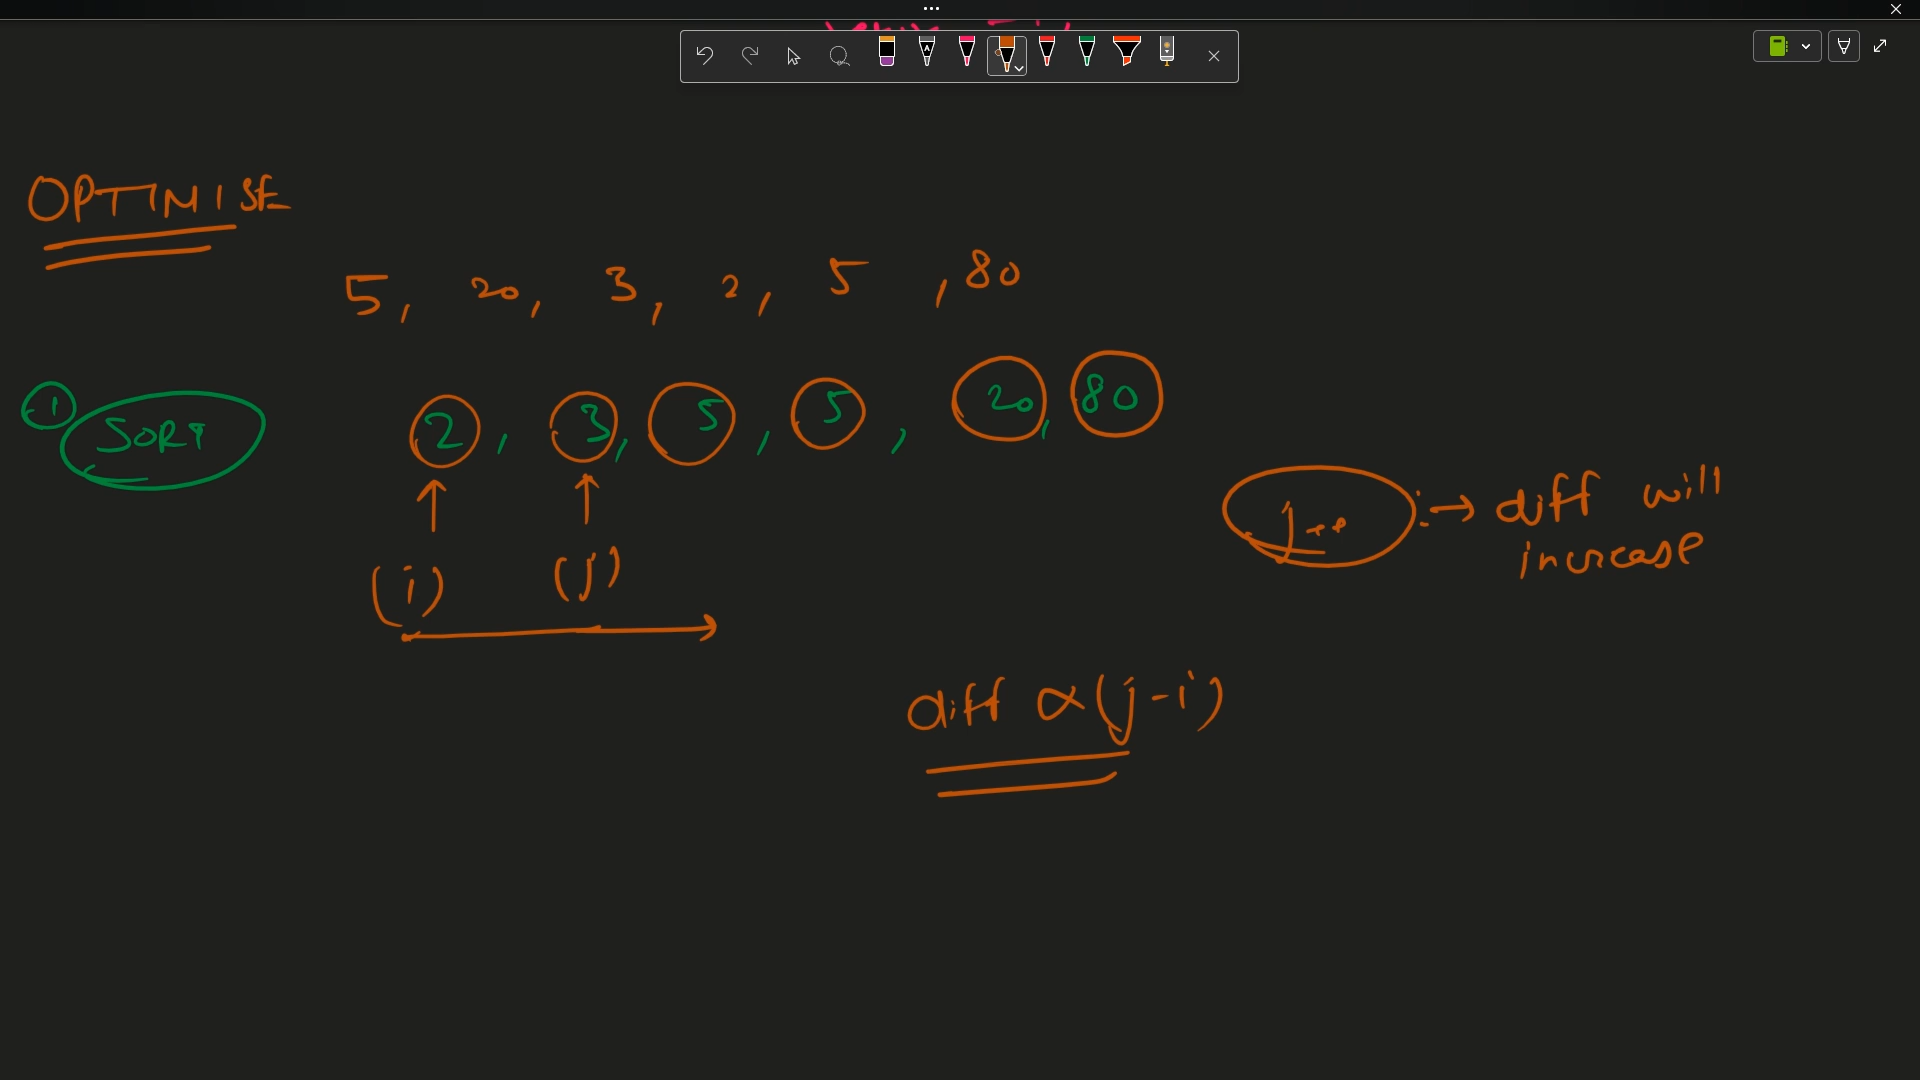 OPTIMISE
5, 20, 3, 2, 5, 80
1 SORT 2, 3, 5, 5, 20, 80
(i) (j)
j++ : → diff will
increase
diff ∝ (j-i)